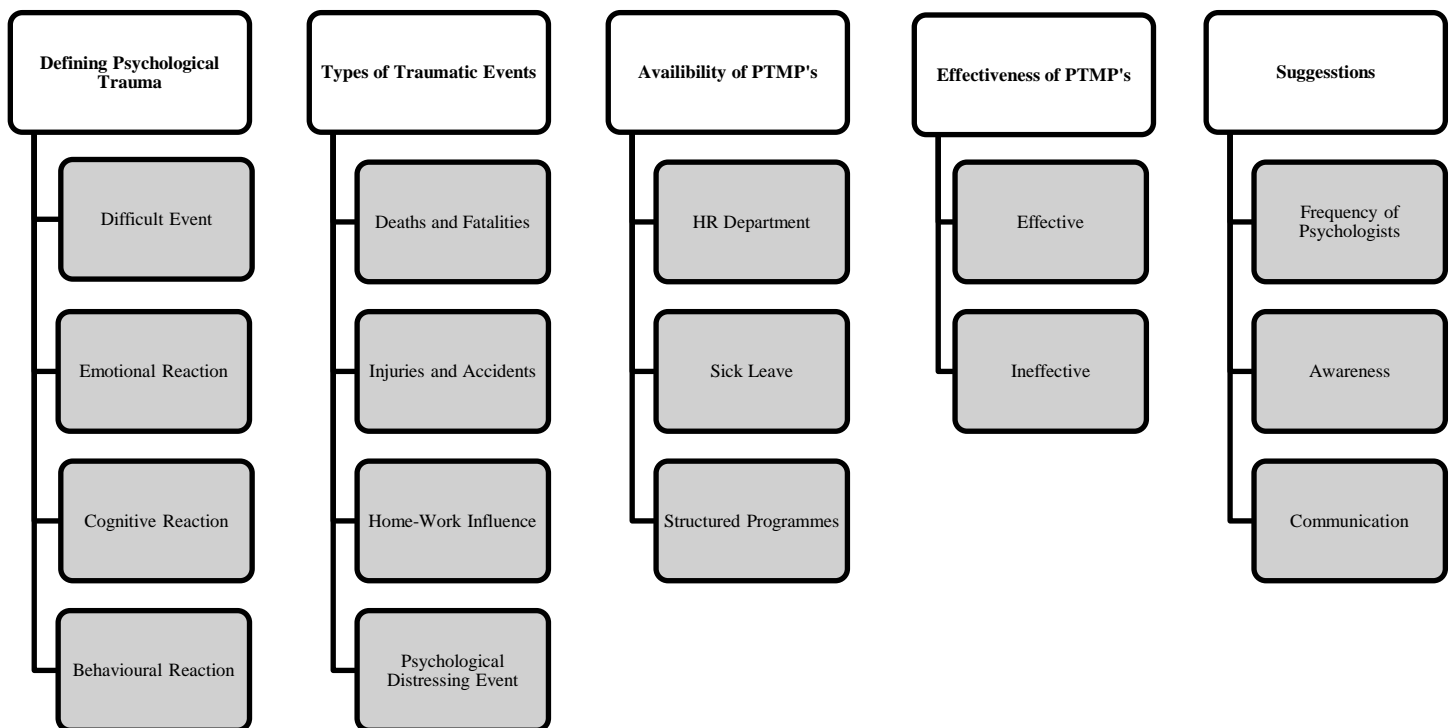 Defining Psychological
Trauma
Difficult Event
Emotional Reaction
Cognitive Reaction
Behavioural Reaction
Types of Traumatic Events
Deaths and Fatalities
Injuries and Accidents
Home-Work Influence
Psychological
Distressing Event
Availibility of PTMP's
HR Department
Sick Leave
Structured Programmes
Effectiveness of PTMP's
Effective
Ineffective
Suggesstions
Frequency of
Psychologists
Awareness
Communication